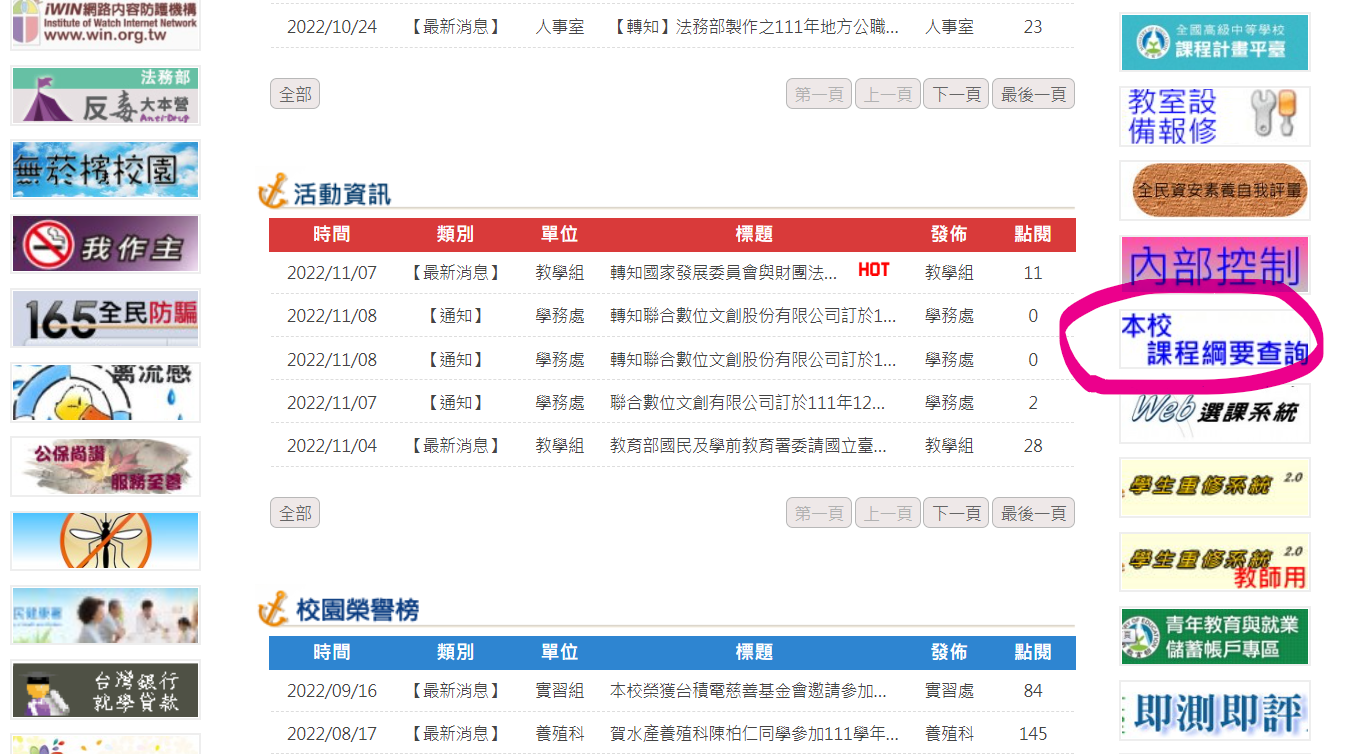 iWIN網路內容防護機構
Institute of Watch Internet Network
www.win.org.tw
法務部
反毒大本營
Anti-Drug
無菸檳校園
我作主
165全民防騙
離流感
公保尚讚
服務至尊
民健康署
台灣銀行
就學貸款
2022/10/24 【最新消息】 人事室 【轉知】法務部製作之111年地方公職... 人事室 23
全部 第一頁 上一頁 下一頁 最後一頁
活動資訊
時間 類別 單位 標題 發佈 點閱
2022/11/07 【最新消息】 教學組 轉知國家發展委員會與財團法... HOT 教學組 11
2022/11/08 【通知】 學務處 轉知聯合數位文創股份有限公司訂於1... 學務處 0
2022/11/08 【通知】 學務處 轉知聯合數位文創股份有限公司訂於1... 學務處 0
2022/11/07 【通知】 學務處 聯合數位文創有限公司訂於111年12... 學務處 2
2022/11/04 【最新消息】 教學組 教育部國民及學前教育署委請國立臺... 教學組 28
全部 第一頁 上一頁 下一頁 最後一頁
校園榮譽榜
時間 類別 單位 標題 發佈 點閱
2022/09/16 【最新消息】 實習組 本校榮獲台積電慈善基金會邀請參加... 實習處 84
2022/08/17 【最新消息】 養殖科 賀水產養殖科陳柏仁同學參加111學年... 養殖科 145
全國高級中等學校
課程計畫平臺
教室設
備報修
全民資安素養自我評量
內部控制
本校
課程綱要查詢
Web 選課系統
學生重修系統 2.0
學生重修系統 2.0
教師用
青年教育與就業
儲蓄帳戶專區
即測即評